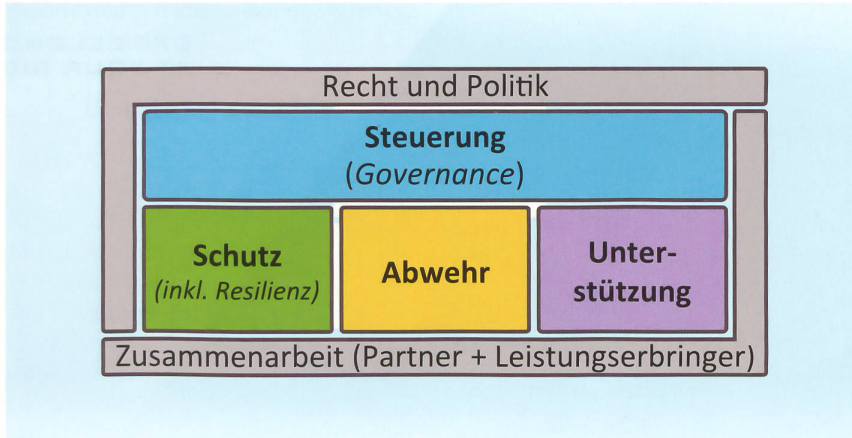 Recht und Politik
Steuerung
(Governance)
Schutz
(inkl. Resilienz)
Abwehr
Unter-
stützung
Zusammenarbeit (Partner + Leistungserbringer)